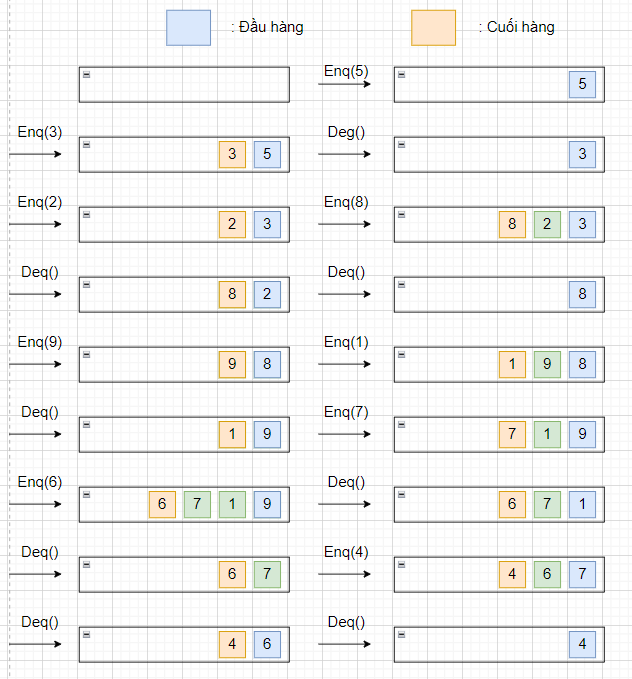 : Đầu hàng : Cuối hàng
Enq(5) 5
Enq(3) 3 5 Deg() 3
Enq(2) 2 3 Enq(8) 8 2 3
Deq() 8 2 Deq() 8
Enq(9) 9 8 Enq(1) 1 9 8
Deq() 1 9 Enq(7) 7 1 9
Enq(6) 6 7 1 9 Deq() 6 7 1
Deq() 6 7 Enq(4) 4 6 7
Deq() 4 6 Deq() 4